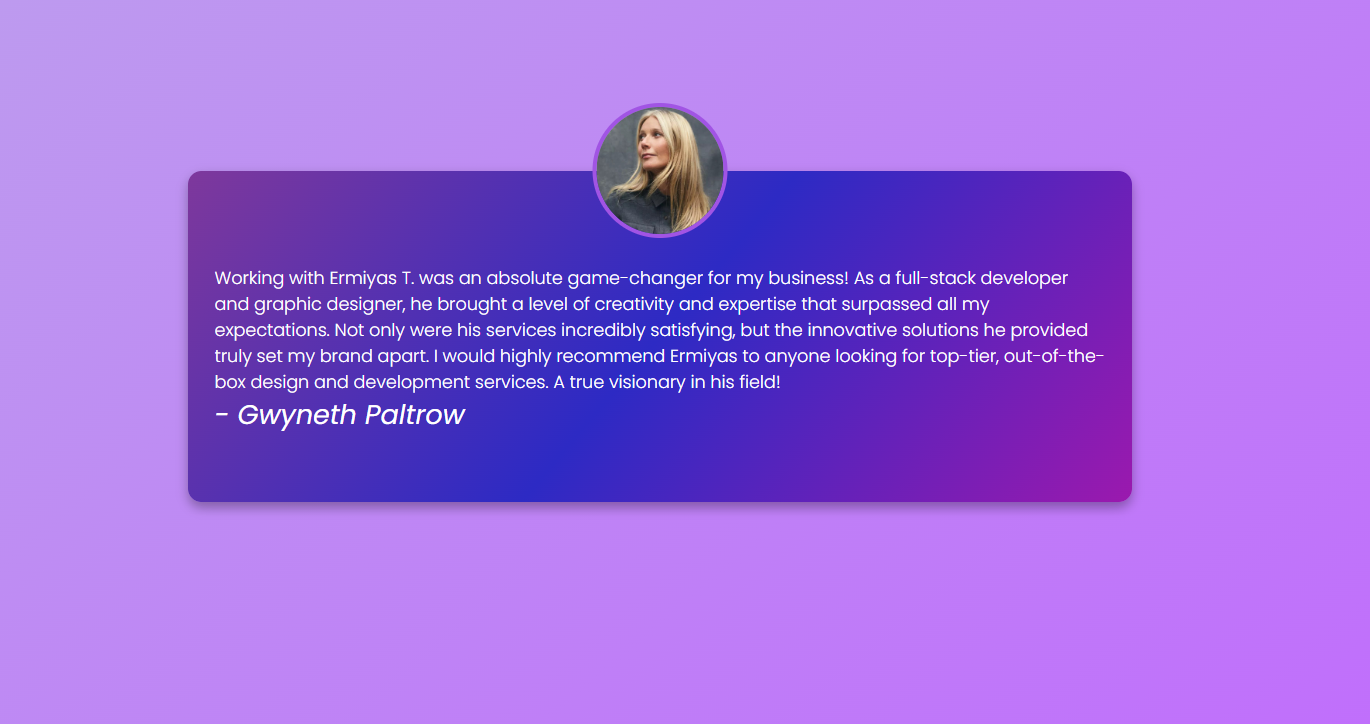 Working with Ermiyas T. was an absolute game-changer for my business! As a full-stack developer
and graphic designer, he brought a level of creativity and expertise that surpassed all my
expectations. Not only were his services incredibly satisfying, but the innovative solutions he provided
truly set my brand apart. I would highly recommend Ermiyas to anyone looking for top-tier, out-of-the-
box design and development services. A true visionary in his field!
- Gwyneth Paltrow